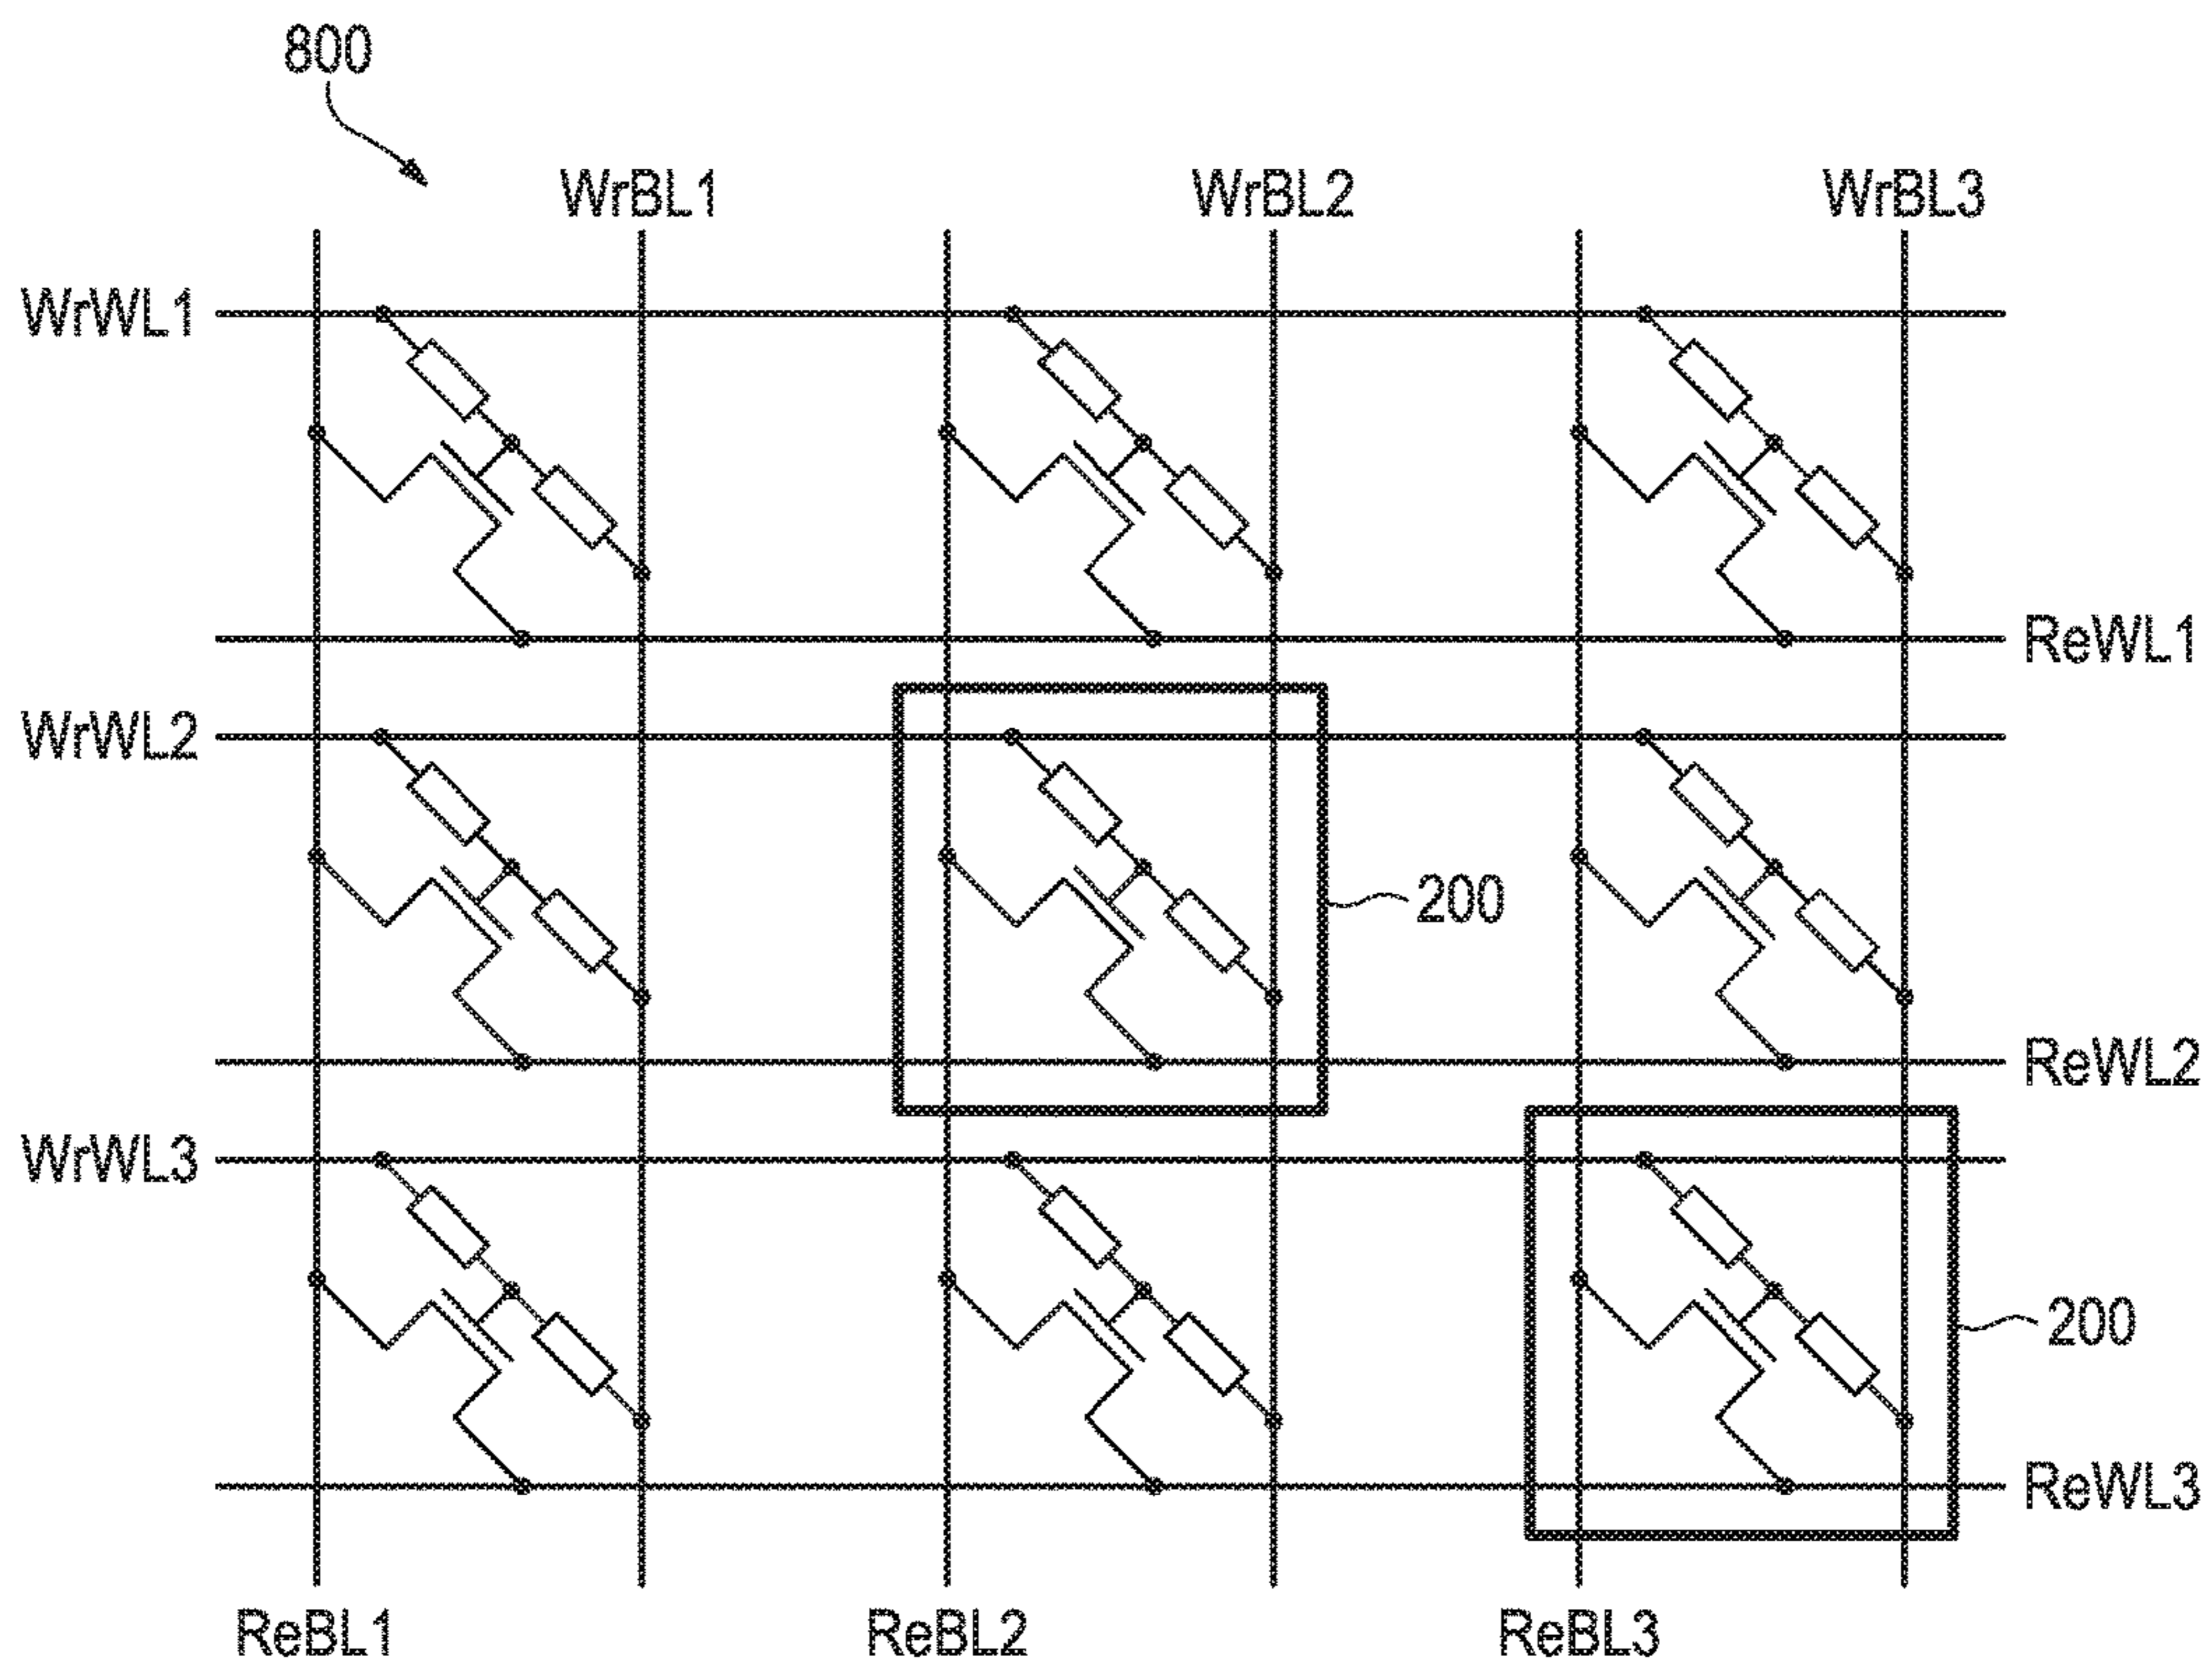 800
WrBL1 WrBL2 WrBL3
WrWL1
ReWL1
WrWL2
200
ReWL2
WrWL3
200
ReWL3
ReBL1 ReBL2 ReBL3